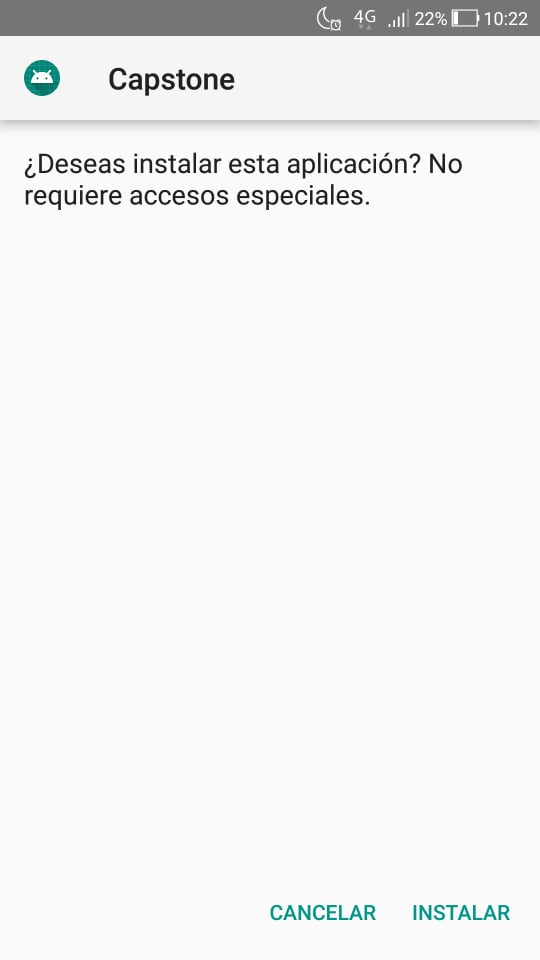 4G 22% 10:22
Capstone
¿Deseas instalar esta aplicación? No
requiere accesos especiales.
CANCELAR INSTALAR